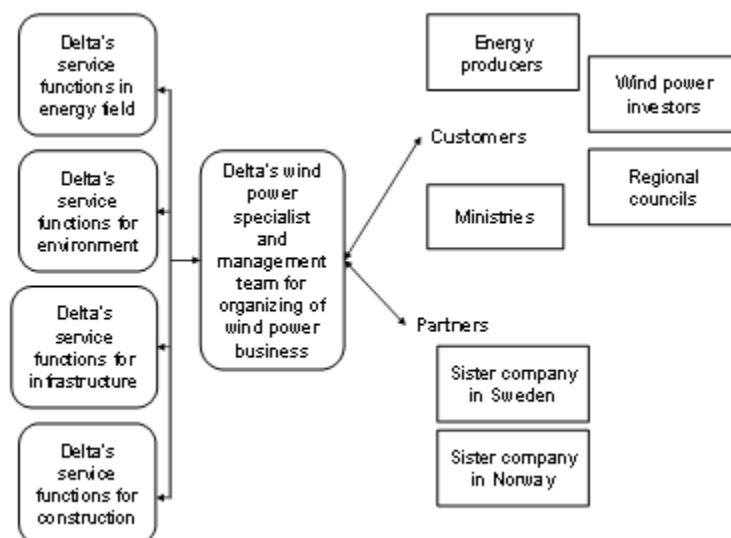 Delta's
service
functions in
energy field
Delta's
service
functions for
environment
Delta's
service
functions for
infrastructure
Delta's
service
functions for
construction
Delta's wind
power
specialist
and
management
team for
organizing of
wind power
business
Energy
producers
Wind power
investors
Customers
Regional
councils
Ministries
Partners
Sister company
in Sweden
Sister company
in Norway